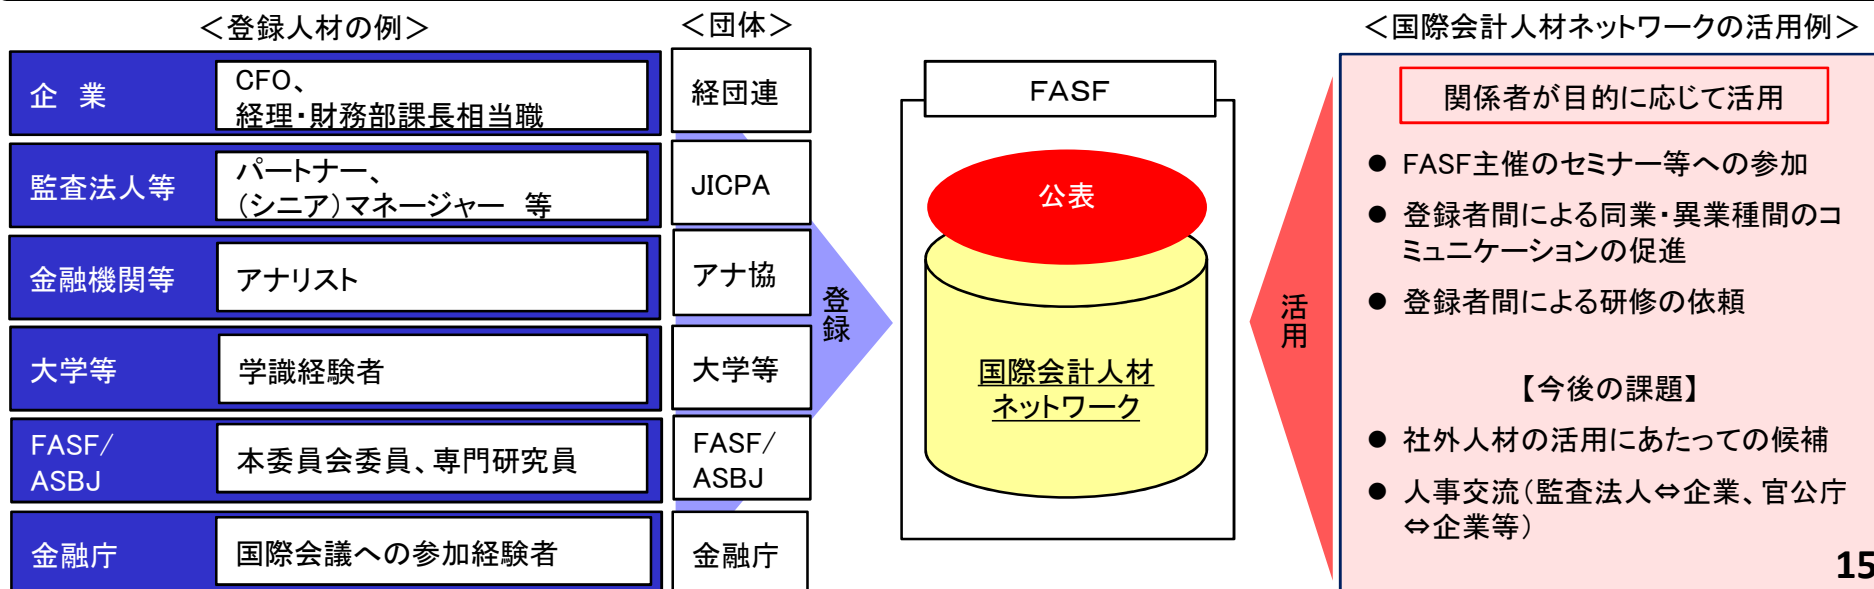 ＜登録人材の例＞
＜団体＞
企 業
CFO、
経理・財務部課長相当職
経団連
監査法人等
パートナー、
（シニア）マネージャー 等
JICPA
金融機関等
アナリスト
アナ協
大学等
学識経験者
大学等
FASF/
ASBJ
本委員会委員、専門研究員
FASF/
ASBJ
金融庁
国際会議への参加経験者
金融庁
登録
FASF
公表
国際会計人材
ネットワーク
活用
＜国際会計人材ネットワークの活用例＞
関係者が目的に応じて活用
● FASF主催のセミナー等への参加
● 登録者間による同業・異業種間のコ
ミュニケーションの促進
● 登録者間による研修の依頼
【今後の課題】
● 社外人材の活用にあたっての候補
● 人事交流（監査法人⇔企業、官公庁
⇔企業等）
15